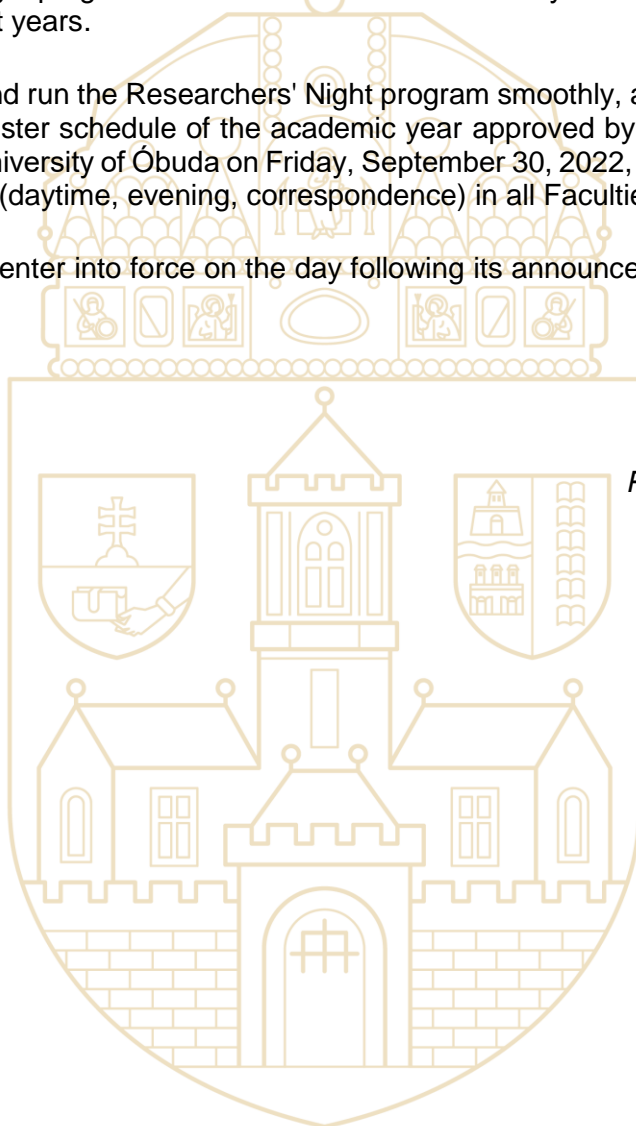 t years.
nd run the Researchers' Night program smoothly, a
ster schedule of the academic year approved by
niversity of Óbuda on Friday, September 30, 2022,
(daytime, evening, correspondence) in all Facultie
enter into force on the day following its announce